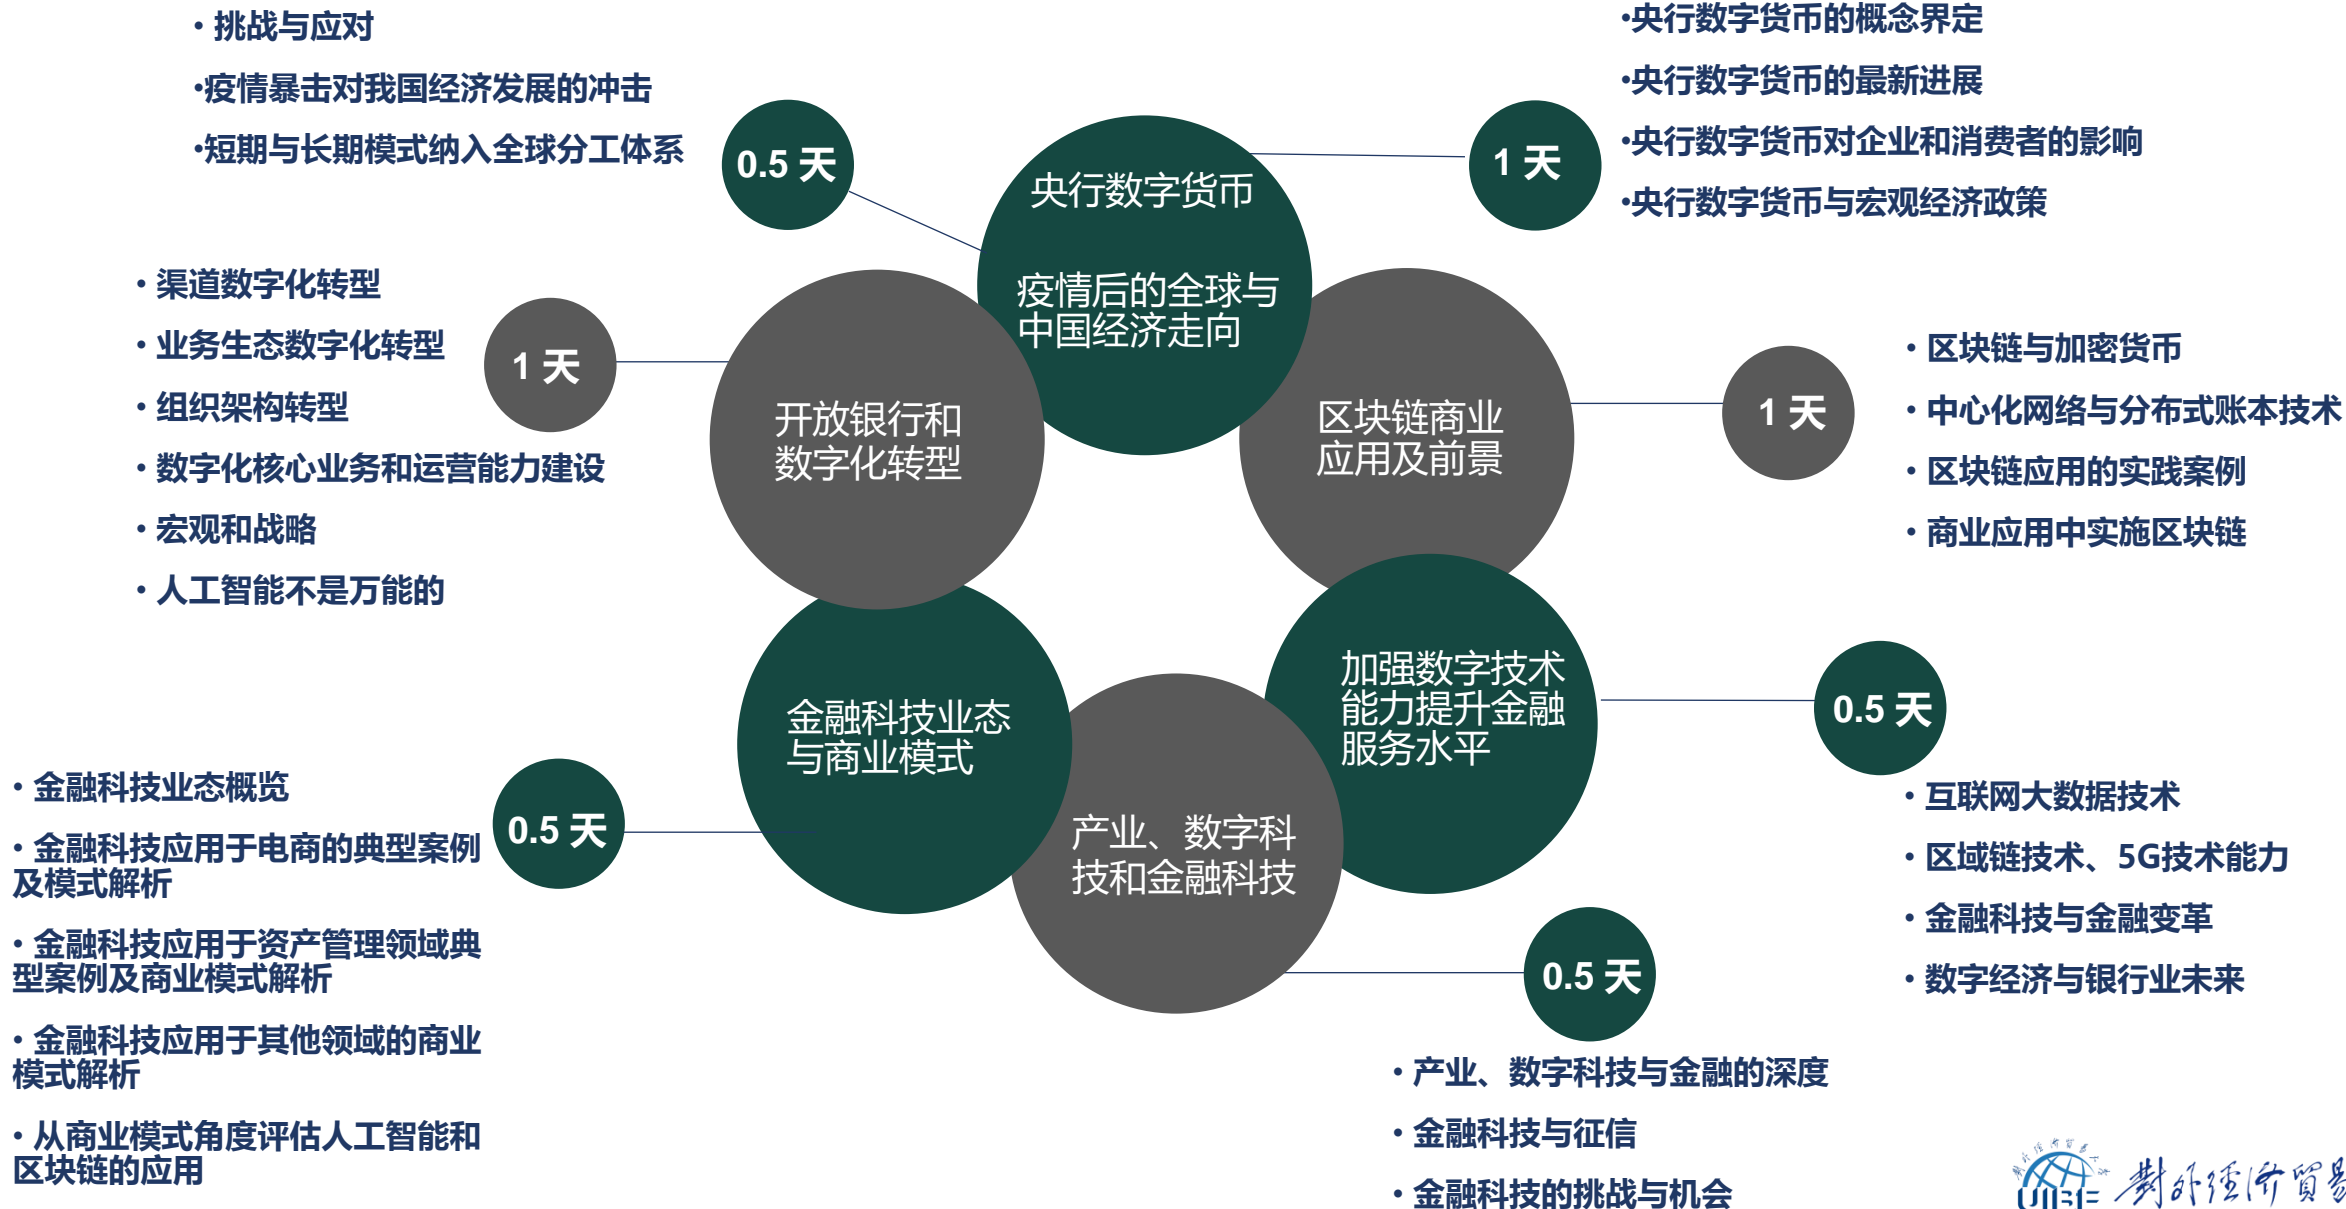 • 挑战与应对
•疫情暴击对我国经济发展的冲击
•短期与长期模式纳入全球分工体系
0.5 天
央行数字货币
疫情后的全球与
中国经济走向
1 天
•央行数字货币的概念界定
•央行数字货币的最新进展
•央行数字货币对企业和消费者的影响
•央行数字货币与宏观经济政策
• 渠道数字化转型
• 业务生态数字化转型
• 组织架构转型
• 数字化核心业务和运营能力建设
• 宏观和战略
• 人工智能不是万能的
1 天
开放银行和
数字化转型
区块链商业
应用及前景
1 天
• 区块链与加密货币
• 中心化网络与分布式账本技术
• 区块链应用的实践案例
• 商业应用中实施区块链
加强数字技术
能力提升金融
服务水平
0.5 天
• 互联网大数据技术
• 区域链技术、5G技术能力
• 金融科技与金融变革
• 数字经济与银行业未来
金融科技业态
与商业模式
0.5 天
• 金融科技业态概览
• 金融科技应用于电商的典型案例
及模式解析
• 金融科技应用于资产管理领域典
型案例及商业模式解析
• 金融科技应用于其他领域的商业
模式解析
• 从商业模式角度评估人工智能和
区块链的应用
产业、数字科
技和金融科技
0.5 天
• 产业、数字科技与金融的深度
• 金融科技与征信
• 金融科技的挑战与机会
UIBE
對外經濟貿易